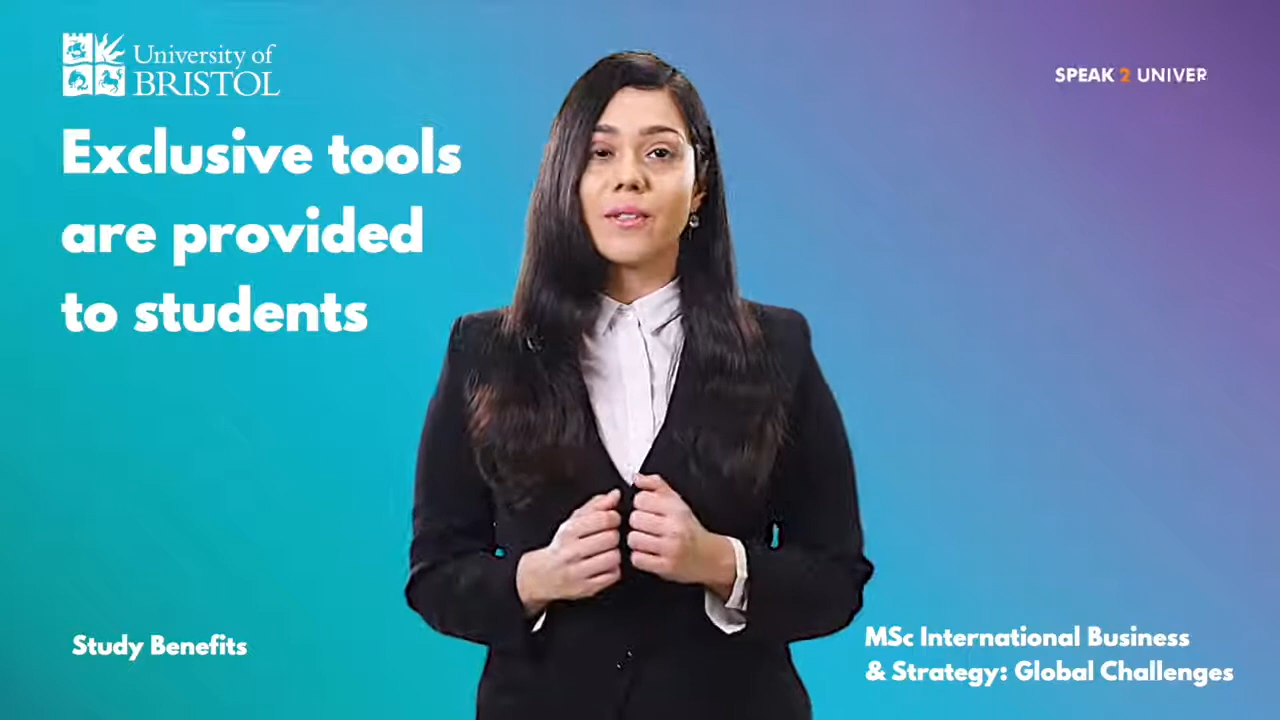 University of
BRISTOL
SPEAK 2 UNIVER
Exclusive tools
are provided
to students
Study Benefits
MSc International Business
& Strategy: Global Challenges